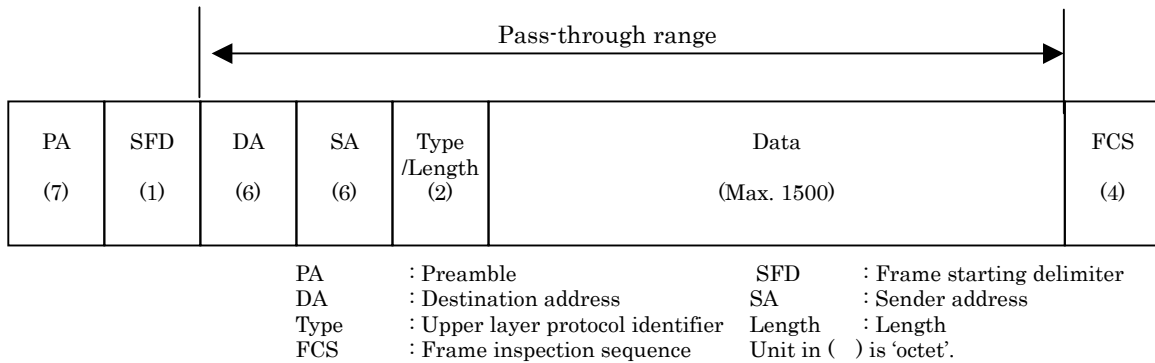 Pass-through range
PA SFD DA SA Type Data FCS
/Length
(7) (1) (6) (6) (2) (Max. 1500) (4)
PA : Preamble SFD : Frame starting delimiter
DA : Destination address SA : Sender address
Type : Upper layer protocol identifier Length : Length
FCS : Frame inspection sequence Unit in ( ) is ‘octet’.